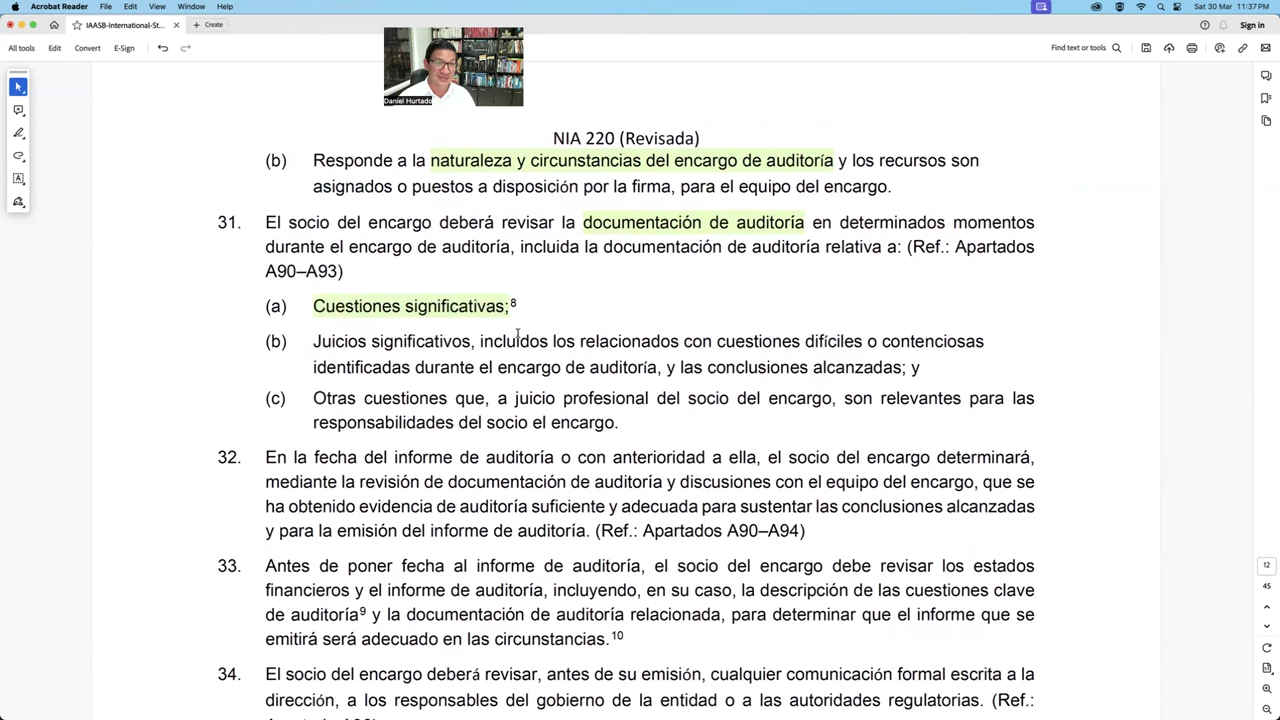 Acrobat Reader File Edit View Window Help Sat 30 Mar 11:37PM
IAASB-International-St... Create Sign in
All tools Edit Convert E-Sign Find text or tools
Daniel Hurtado
NIA 220 (Revisada)
(b) Responde a la naturaleza y circunstancias del encargo de auditoría y los recursos son
asignados o puestos a disposición por la firma, para el equipo del encargo.
31. El socio del encargo deberá revisar la documentación de auditoría en determinados momentos
durante el encargo de auditoría, incluida la documentación de auditoría relativa a: (Ref.: Apartados
A90–A93)
(a) Cuestiones significativas;8
(b) Juicios significativos, incluidos los relacionados con cuestiones difíciles o contenciosas
identificadas durante el encargo de auditoría, y las conclusiones alcanzadas; y
(c) Otras cuestiones que, a juicio profesional del socio del encargo, son relevantes para las
responsabilidades del socio el encargo.
32. En la fecha del informe de auditoría o con anterioridad a ella, el socio del encargo determinará,
mediante la revisión de documentación de auditoría y discusiones con el equipo del encargo, que se
ha obtenido evidencia de auditoría suficiente y adecuada para sustentar las conclusiones alcanzadas
y para la emisión del informe de auditoría. (Ref.: Apartados A90–A94)
33. Antes de poner fecha al informe de auditoría, el socio del encargo debe revisar los estados
financieros y el informe de auditoría, incluyendo, en su caso, la descripción de las cuestiones clave
de auditoría9 y la documentación de auditoría relacionada, para determinar que el informe que se
emitirá será adecuado en las circunstancias.10
12
45
34. El socio del encargo deberá revisar, antes de su emisión, cualquier comunicación formal escrita a la
dirección, a los responsables del gobierno de la entidad o a las autoridades regulatorias. (Ref.: